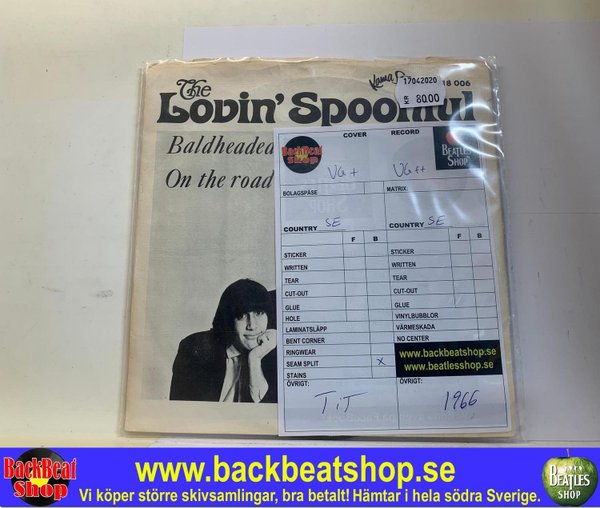 The
Lovin' Spoonful
Kama
17042020
KR 80.00
18 006
Baldheaded
On the road
COVER RECORD
BackBeat Shop
BEATLES SHOP
VG+ VG++
BOLAGSPÅSE MATRIX:
COUNTRY SE COUNTRY SE
F B F B
STICKER STICKER
WRITTEN WRITTEN
TEAR TEAR
CUT-OUT CUT-OUT
GLUE GLUE
HOLE VINYLBUBBLOR
LAMINATSLÄPP VÄRMESKADA
BENT CORNER NO CENTER
RINGWEAR
SEAM SPLIT X
STAINS
www.backbeatshop.se
www.beatlesshop.se
ÖVRIGT: ÖVRIGT:
TiT 1966
BackBeat Shop
www.backbeatshop.se
Vi köper större skivsamlingar, bra betalt! Hämtar i hela södra Sverige.
BEATLES
SHOP